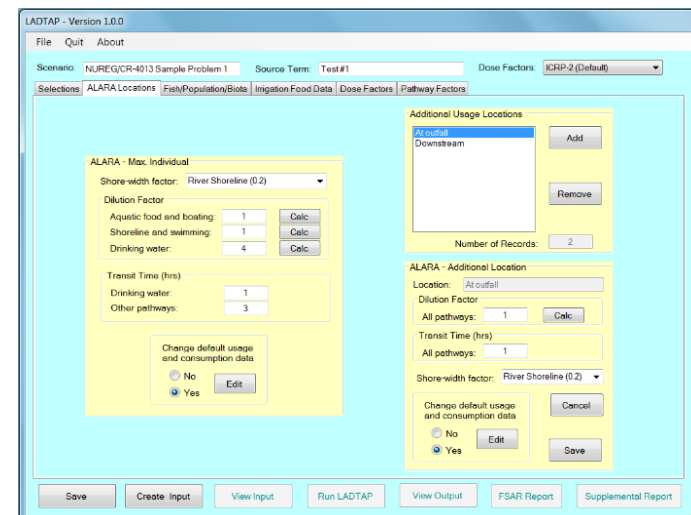 LADTAP - Version 1.0.0
File Quit About
Scenario: NUREG/CR-4013 Sample Problem 1 Source Term: Test#1 Dose Factors: ICRP-2 (Default)
Selections ALARA Locations Fish/Population/Biota Irrigation Food Data Dose Factors Pathway Factors
ALARA - Max. Individual
Shore-width factor: River Shoreline (0.2)
Dilution Factor
Aquatic food and boating: 1 Calc
Shoreline and swimming: 1 Calc
Drinking water: 4 Calc
Transit Time (hrs)
Drinking water: 1
Other pathways: 3
Change default usage
and consumption data
No
Yes
Edit
Additional Usage Locations
At outfall
Downstream
Add
Remove
Number of Records: 2
ALARA - Additional Location
Location: At outfall
Dilution Factor
All pathways: 1 Calc
Transit Time (hrs)
All pathways: 1
Shore-width factor: River Shoreline (0.2)
Change default usage
and consumption data
No
Yes
Edit
Cancel
Save
Save Create Input View Input Run LADTAP View Output FSAR Report Supplemental Report